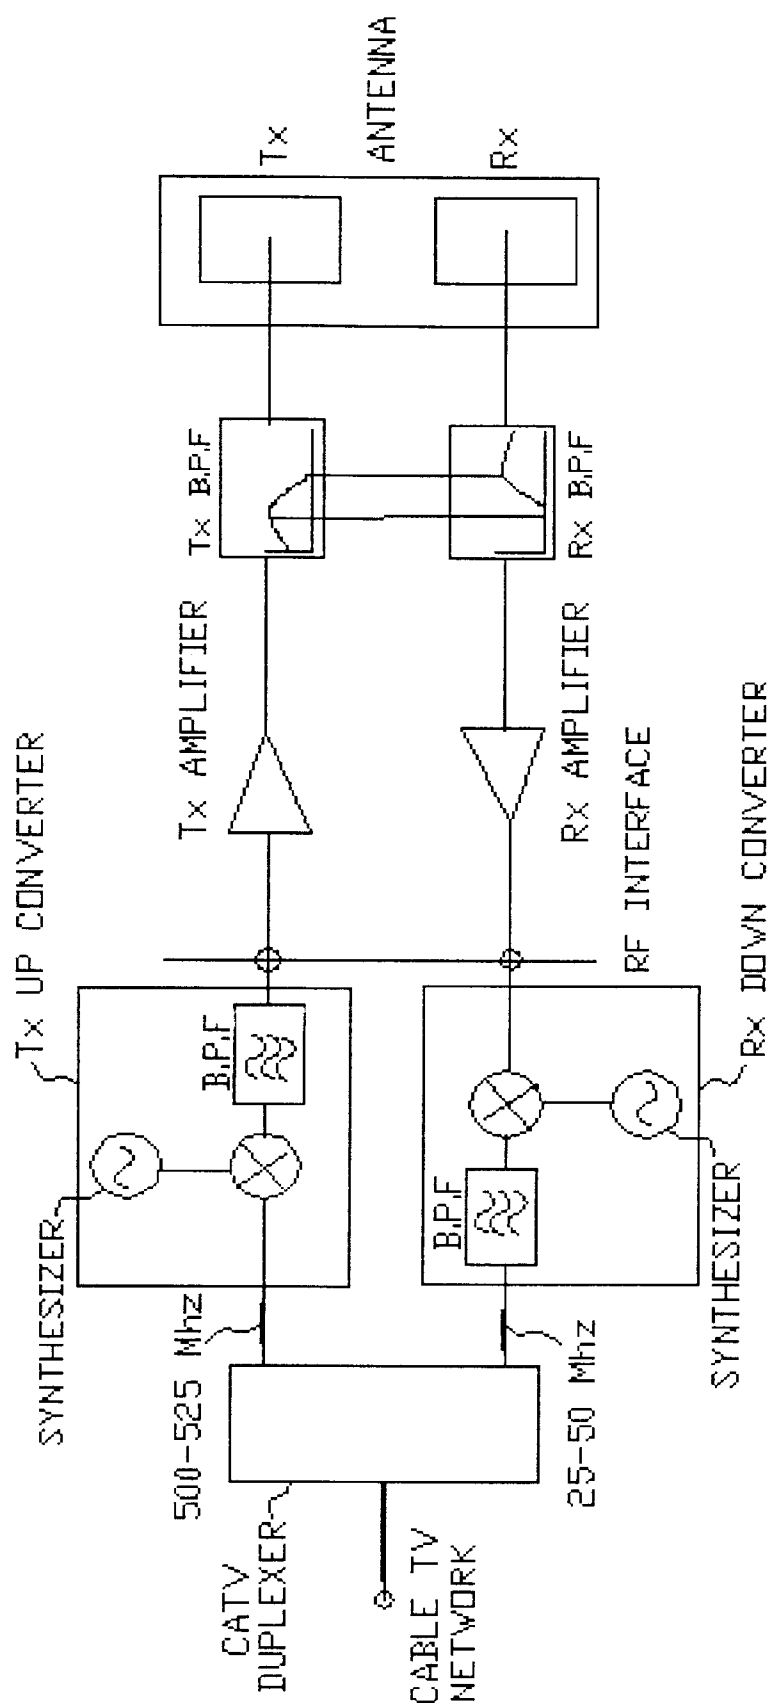 Tx UP CONVERTER
SYNTHESIZER
B.P.F
500-525 Mhz
Tx AMPLIFIER
Tx B.P.F
Tx
ANTENNA
Rx
CATV
DUPLEXER
CABLE TV
NETWORK
25-50 Mhz
B.P.F
SYNTHESIZER
Rx DOWN CONVERTER
RF INTERFACE
Rx AMPLIFIER
Rx B.P.F